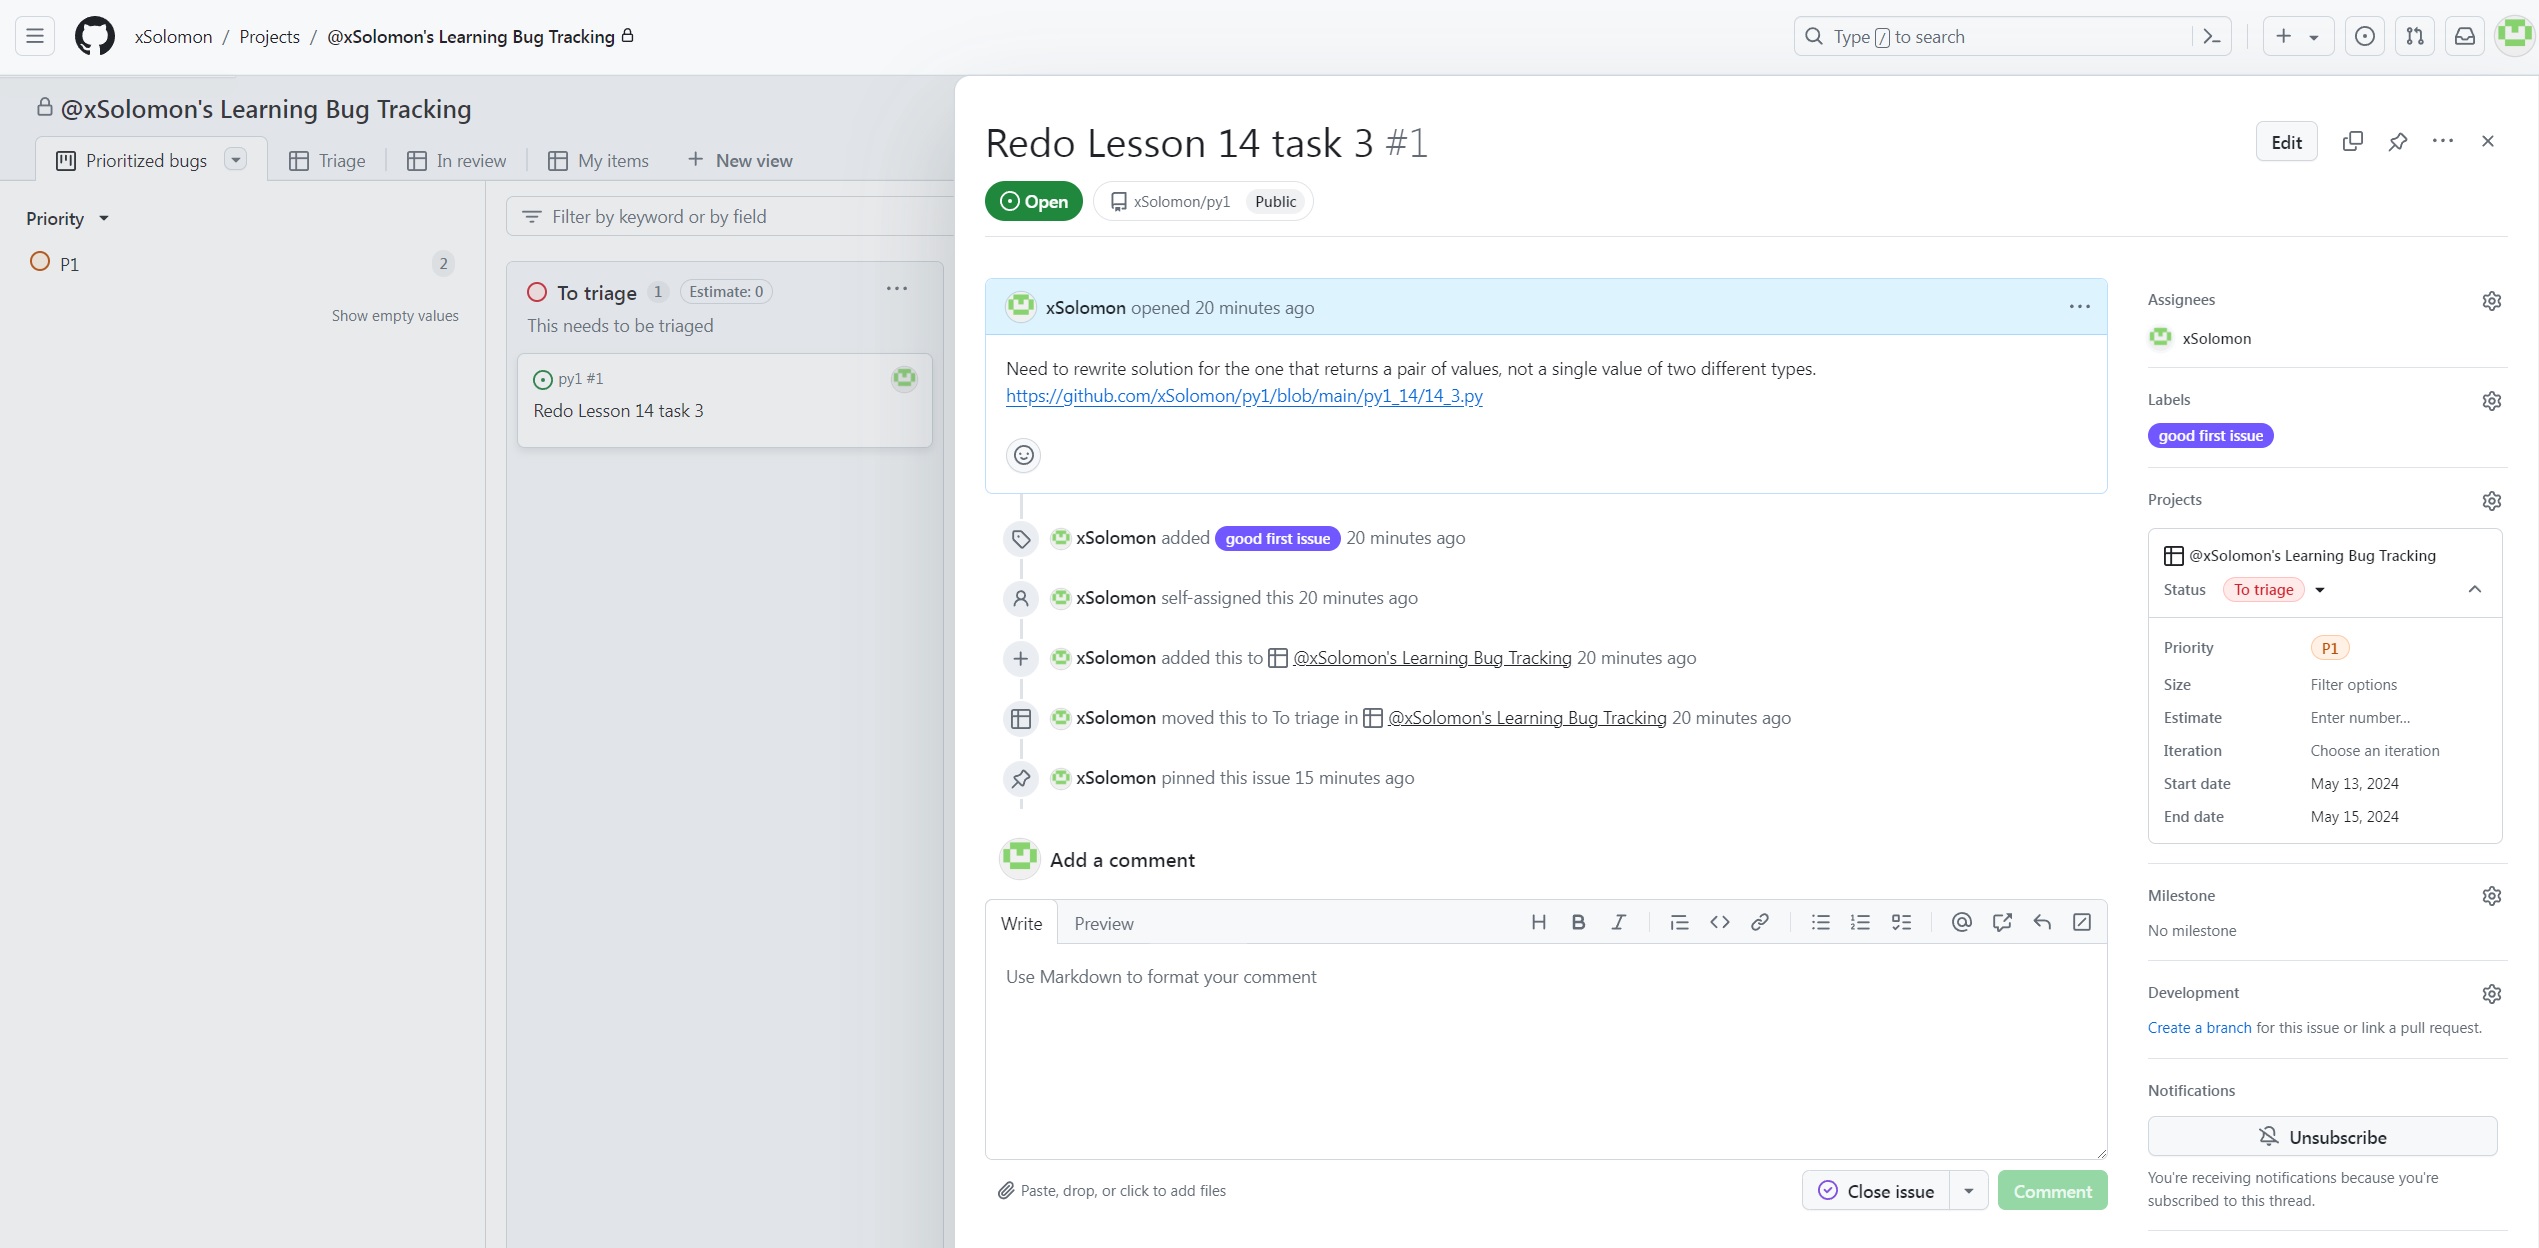 xSolomon / Projects / @xSolomon's Learning Bug Tracking
Type / to search
@xSolomon's Learning Bug Tracking
Prioritized bugs
Triage
In review
My items
New view
Priority
P1
2
Show empty values
Filter by keyword or by field
To triage 1 Estimate: 0
This needs to be triaged
py1 #1
Redo Lesson 14 task 3
Redo Lesson 14 task 3 #1
Edit
Open
xSolomon/py1 Public
xSolomon opened 20 minutes ago
Need to rewrite solution for the one that returns a pair of values, not a single value of two different types.
https://github.com/xSolomon/py1/blob/main/py1_14/14_3.py
xSolomon added good first issue 20 minutes ago
xSolomon self-assigned this 20 minutes ago
xSolomon added this to @xSolomon's Learning Bug Tracking 20 minutes ago
xSolomon moved this to To triage in @xSolomon's Learning Bug Tracking 20 minutes ago
xSolomon pinned this issue 15 minutes ago
Add a comment
Write
Preview
Use Markdown to format your comment
Paste, drop, or click to add files
Close issue
Comment
Assignees
xSolomon
Labels
good first issue
Projects
@xSolomon's Learning Bug Tracking
Status To triage
Priority P1
Size Filter options
Estimate Enter number...
Iteration Choose an iteration
Start date May 13, 2024
End date May 15, 2024
Milestone
No milestone
Development
Create a branch for this issue or link a pull request.
Notifications
Unsubscribe
You're receiving notifications because you're
subscribed to this thread.